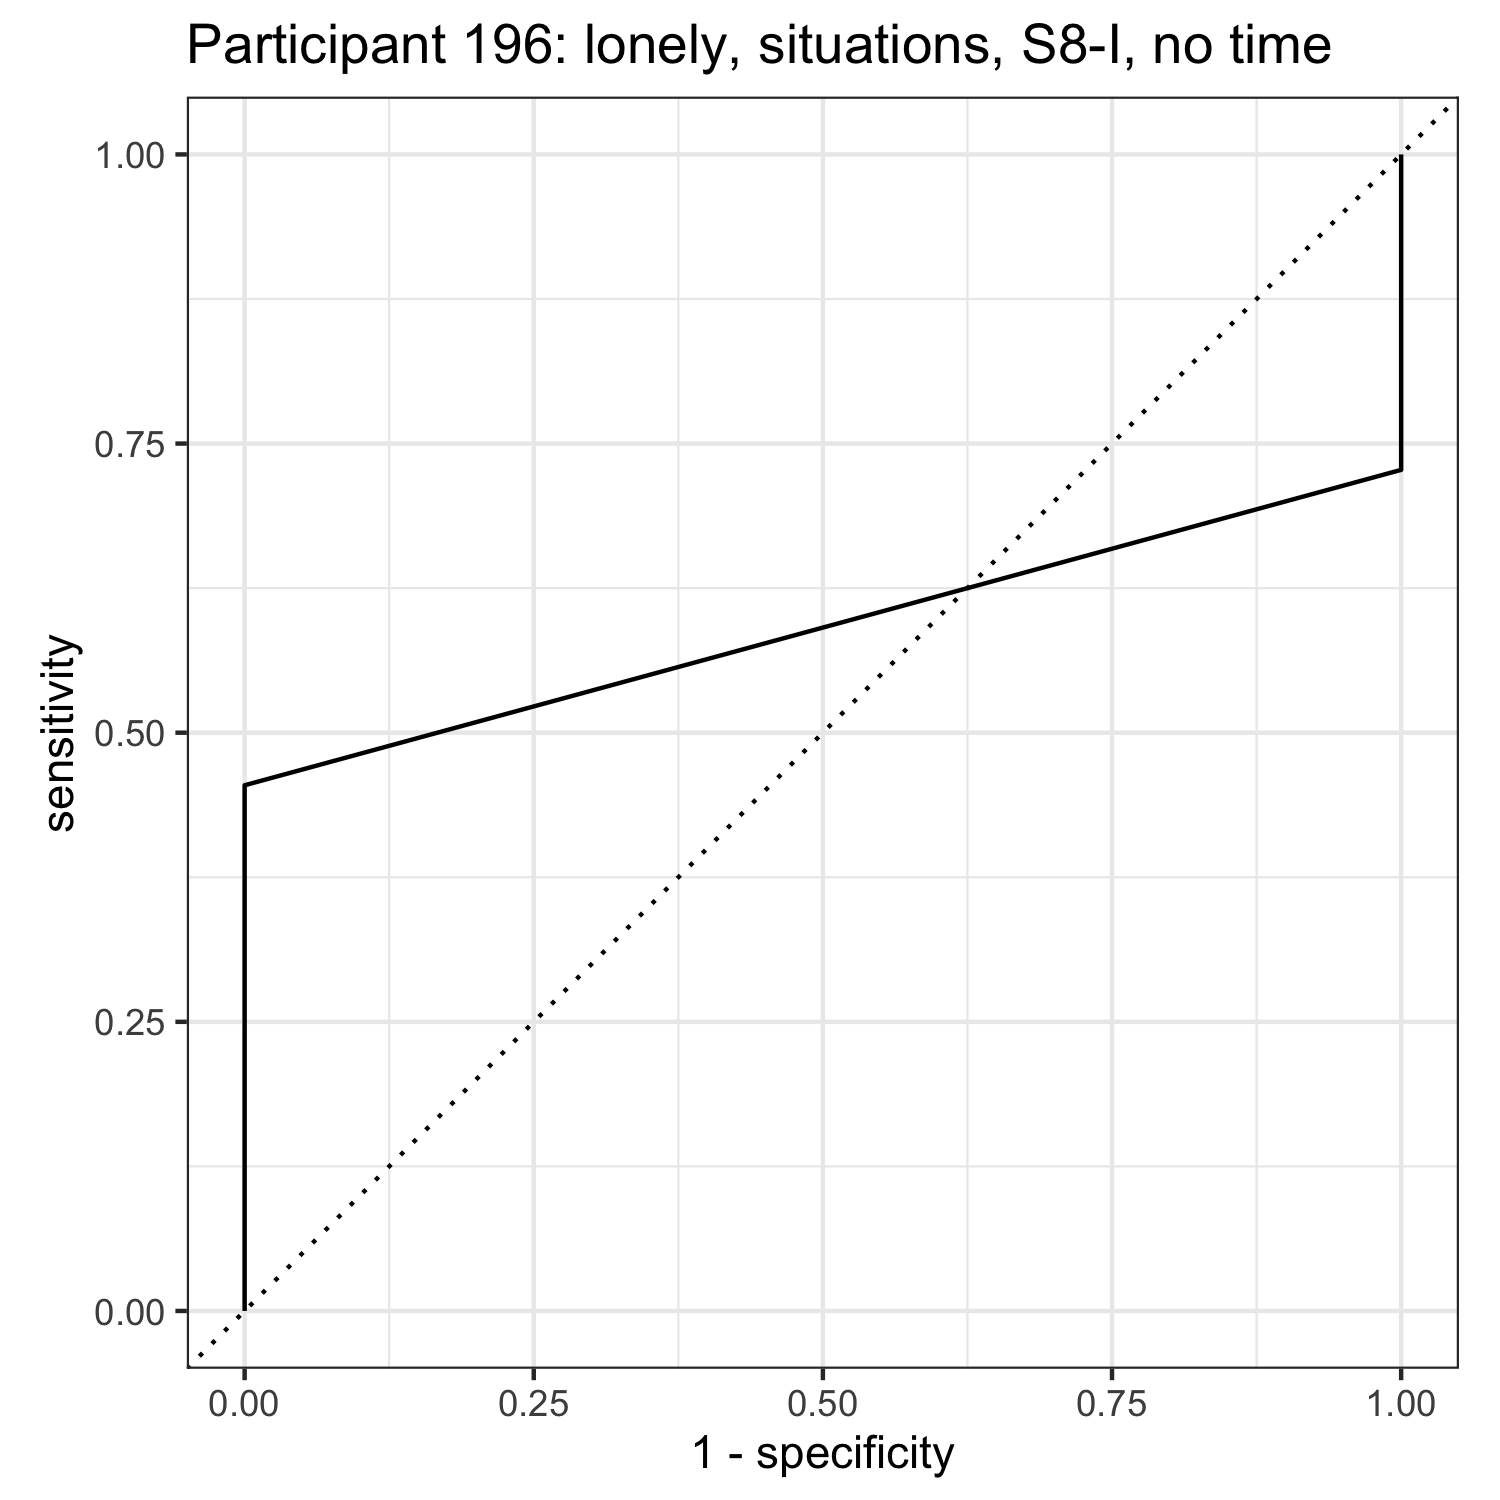 Participant 196: lonely, situations, S8-I, no time
1.00
0.75
0.50
0.25
0.00
sensitivity
0.00 0.25 0.50 0.75 1.00
1 - specificity